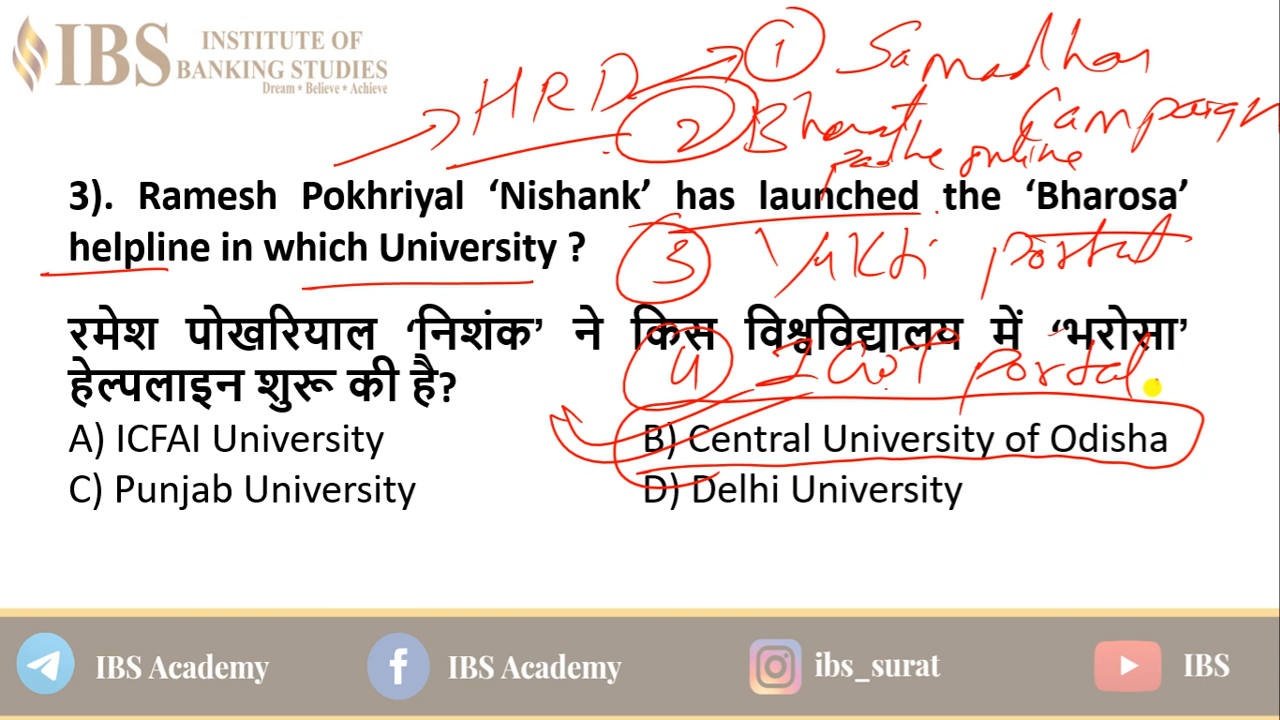 IBS INSTITUTE OF
BANKING STUDIES
Dream • Believe • Achieve
→ HRD → 1 Samadhan
2 Bharat Campaign
padhe online
3). Ramesh Pokhriyal ‘Nishank’ has launched the ‘Bharosa’
helpline in which University ?
3 Yukti portal
रमेश पोखरियाल ‘निशंक’ ने किस विश्वविद्यालय में ‘भरोसा’
हेल्पलाइन शुरू की है?
4 IGOT portal
A) ICFAI University
B) Central University of Odisha
C) Punjab University
D) Delhi University
IBS Academy
IBS Academy
ibs_surat
IBS